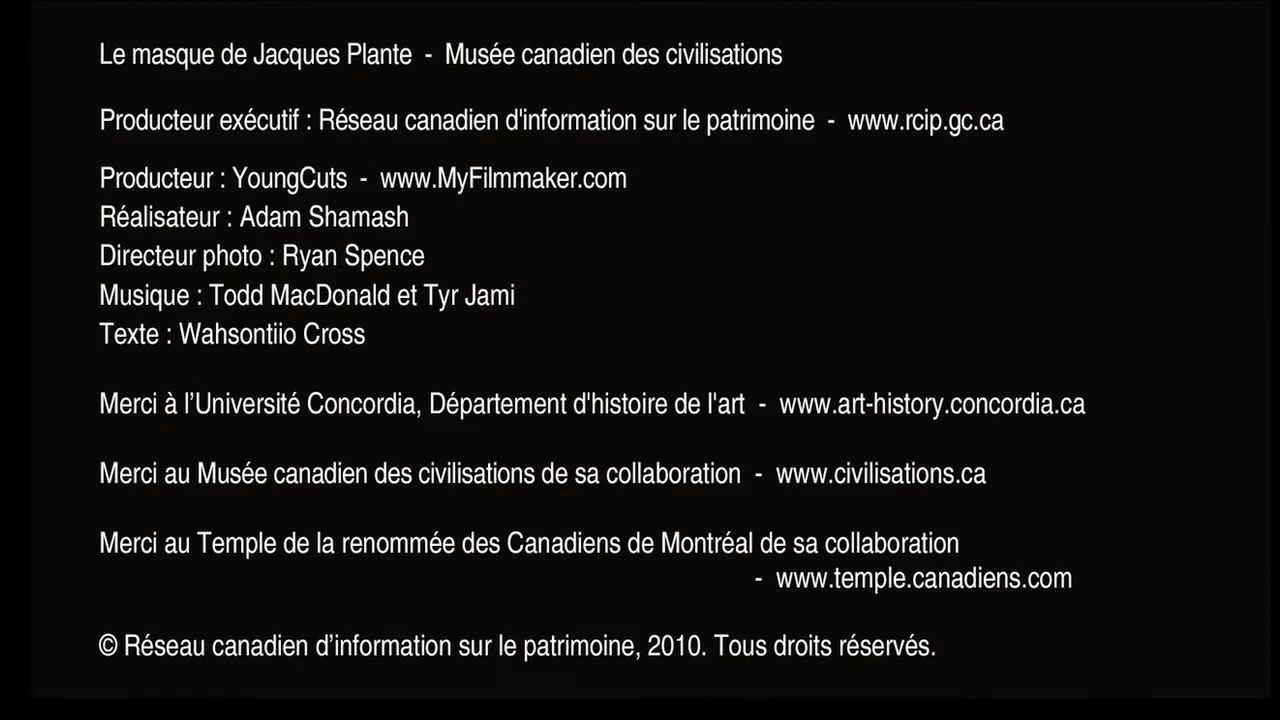 Le masque de Jacques Plante - Musée canadien des civilisations
Producteur exécutif : Réseau canadien d'information sur le patrimoine - www.rcip.gc.ca
Producteur : YoungCuts - www.MyFilmmaker.com
Réalisateur : Adam Shamash
Directeur photo : Ryan Spence
Musique : Todd MacDonald et Tyr Jami
Texte : Wahsontiio Cross
Merci à l’Université Concordia, Département d'histoire de l'art - www.art-history.concordia.ca
Merci au Musée canadien des civilisations de sa collaboration - www.civilisations.ca
Merci au Temple de la renommée des Canadiens de Montréal de sa collaboration
- www.temple.canadiens.com
© Réseau canadien d’information sur le patrimoine, 2010. Tous droits réservés.